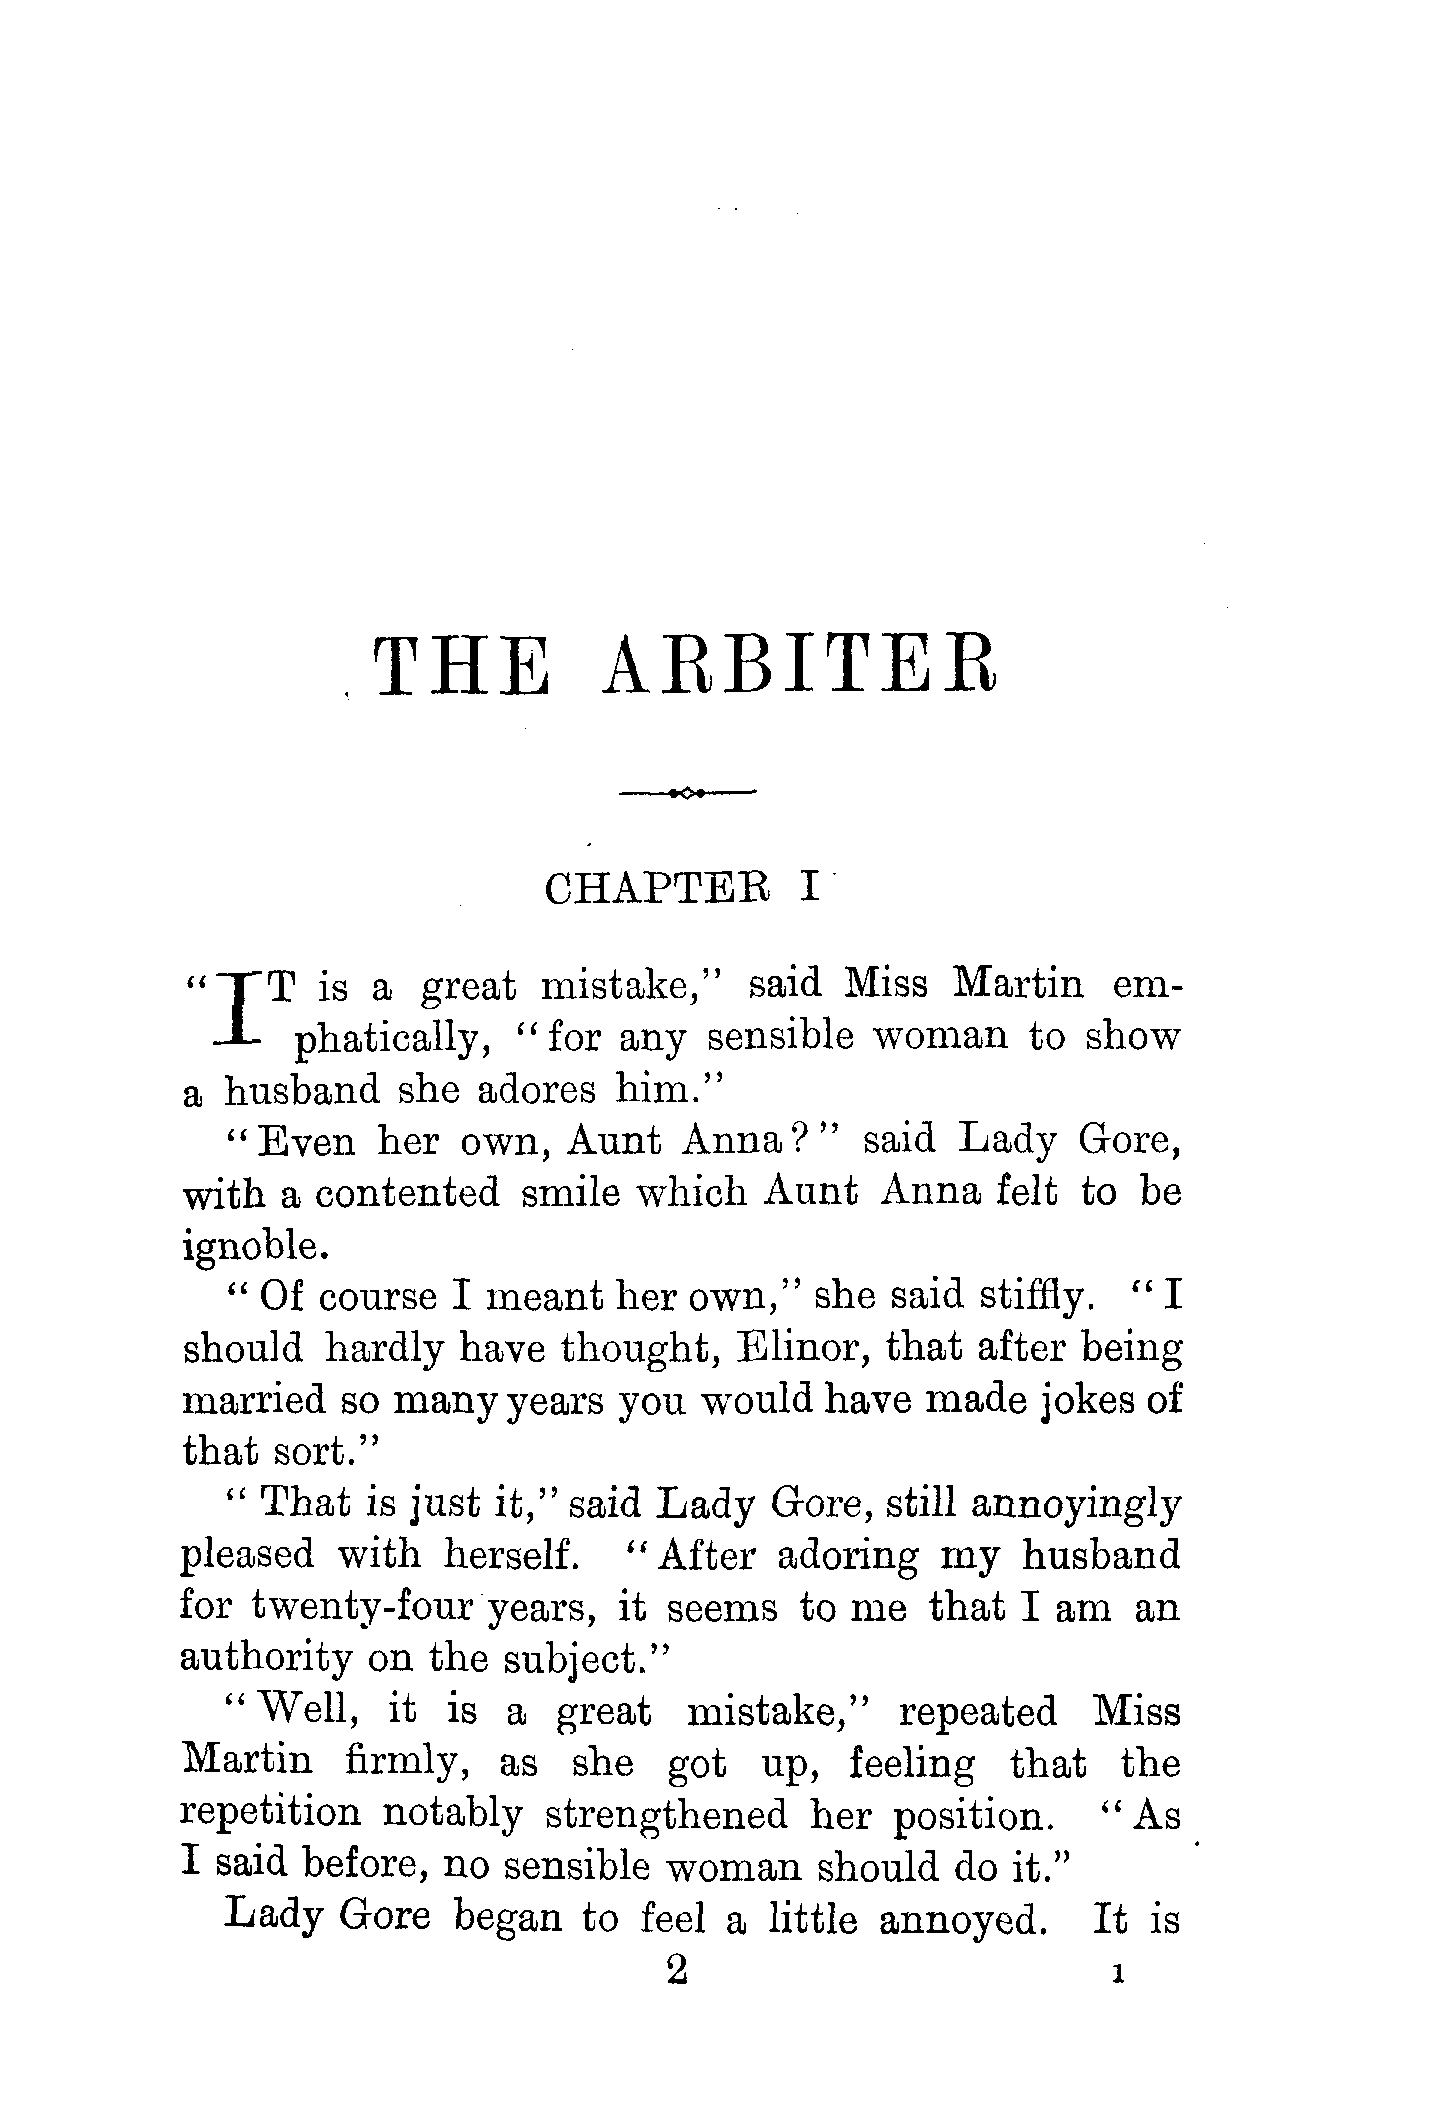 THE ARBITER
CHAPTER I
"IT is a great mistake," said Miss Martin em-
phatically, "for any sensible woman to show
a husband she adores him."
"Even her own, Aunt Anna?" said Lady Gore,
with a contented smile which Aunt Anna felt to be
ignoble.
"Of course I meant her own," she said stiffly. "I
should hardly have thought, Elinor, that after being
married so many years you would have made jokes of
that sort."
"That is just it," said Lady Gore, still annoyingly
pleased with herself. "After adoring my husband
for twenty-four years, it seems to me that I am an
authority on the subject."
"Well, it is a great mistake," repeated Miss
Martin firmly, as she got up, feeling that the
repetition notably strengthened her position. "As
I said before, no sensible woman should do it."
Lady Gore began to feel a little annoyed. It is
2 1